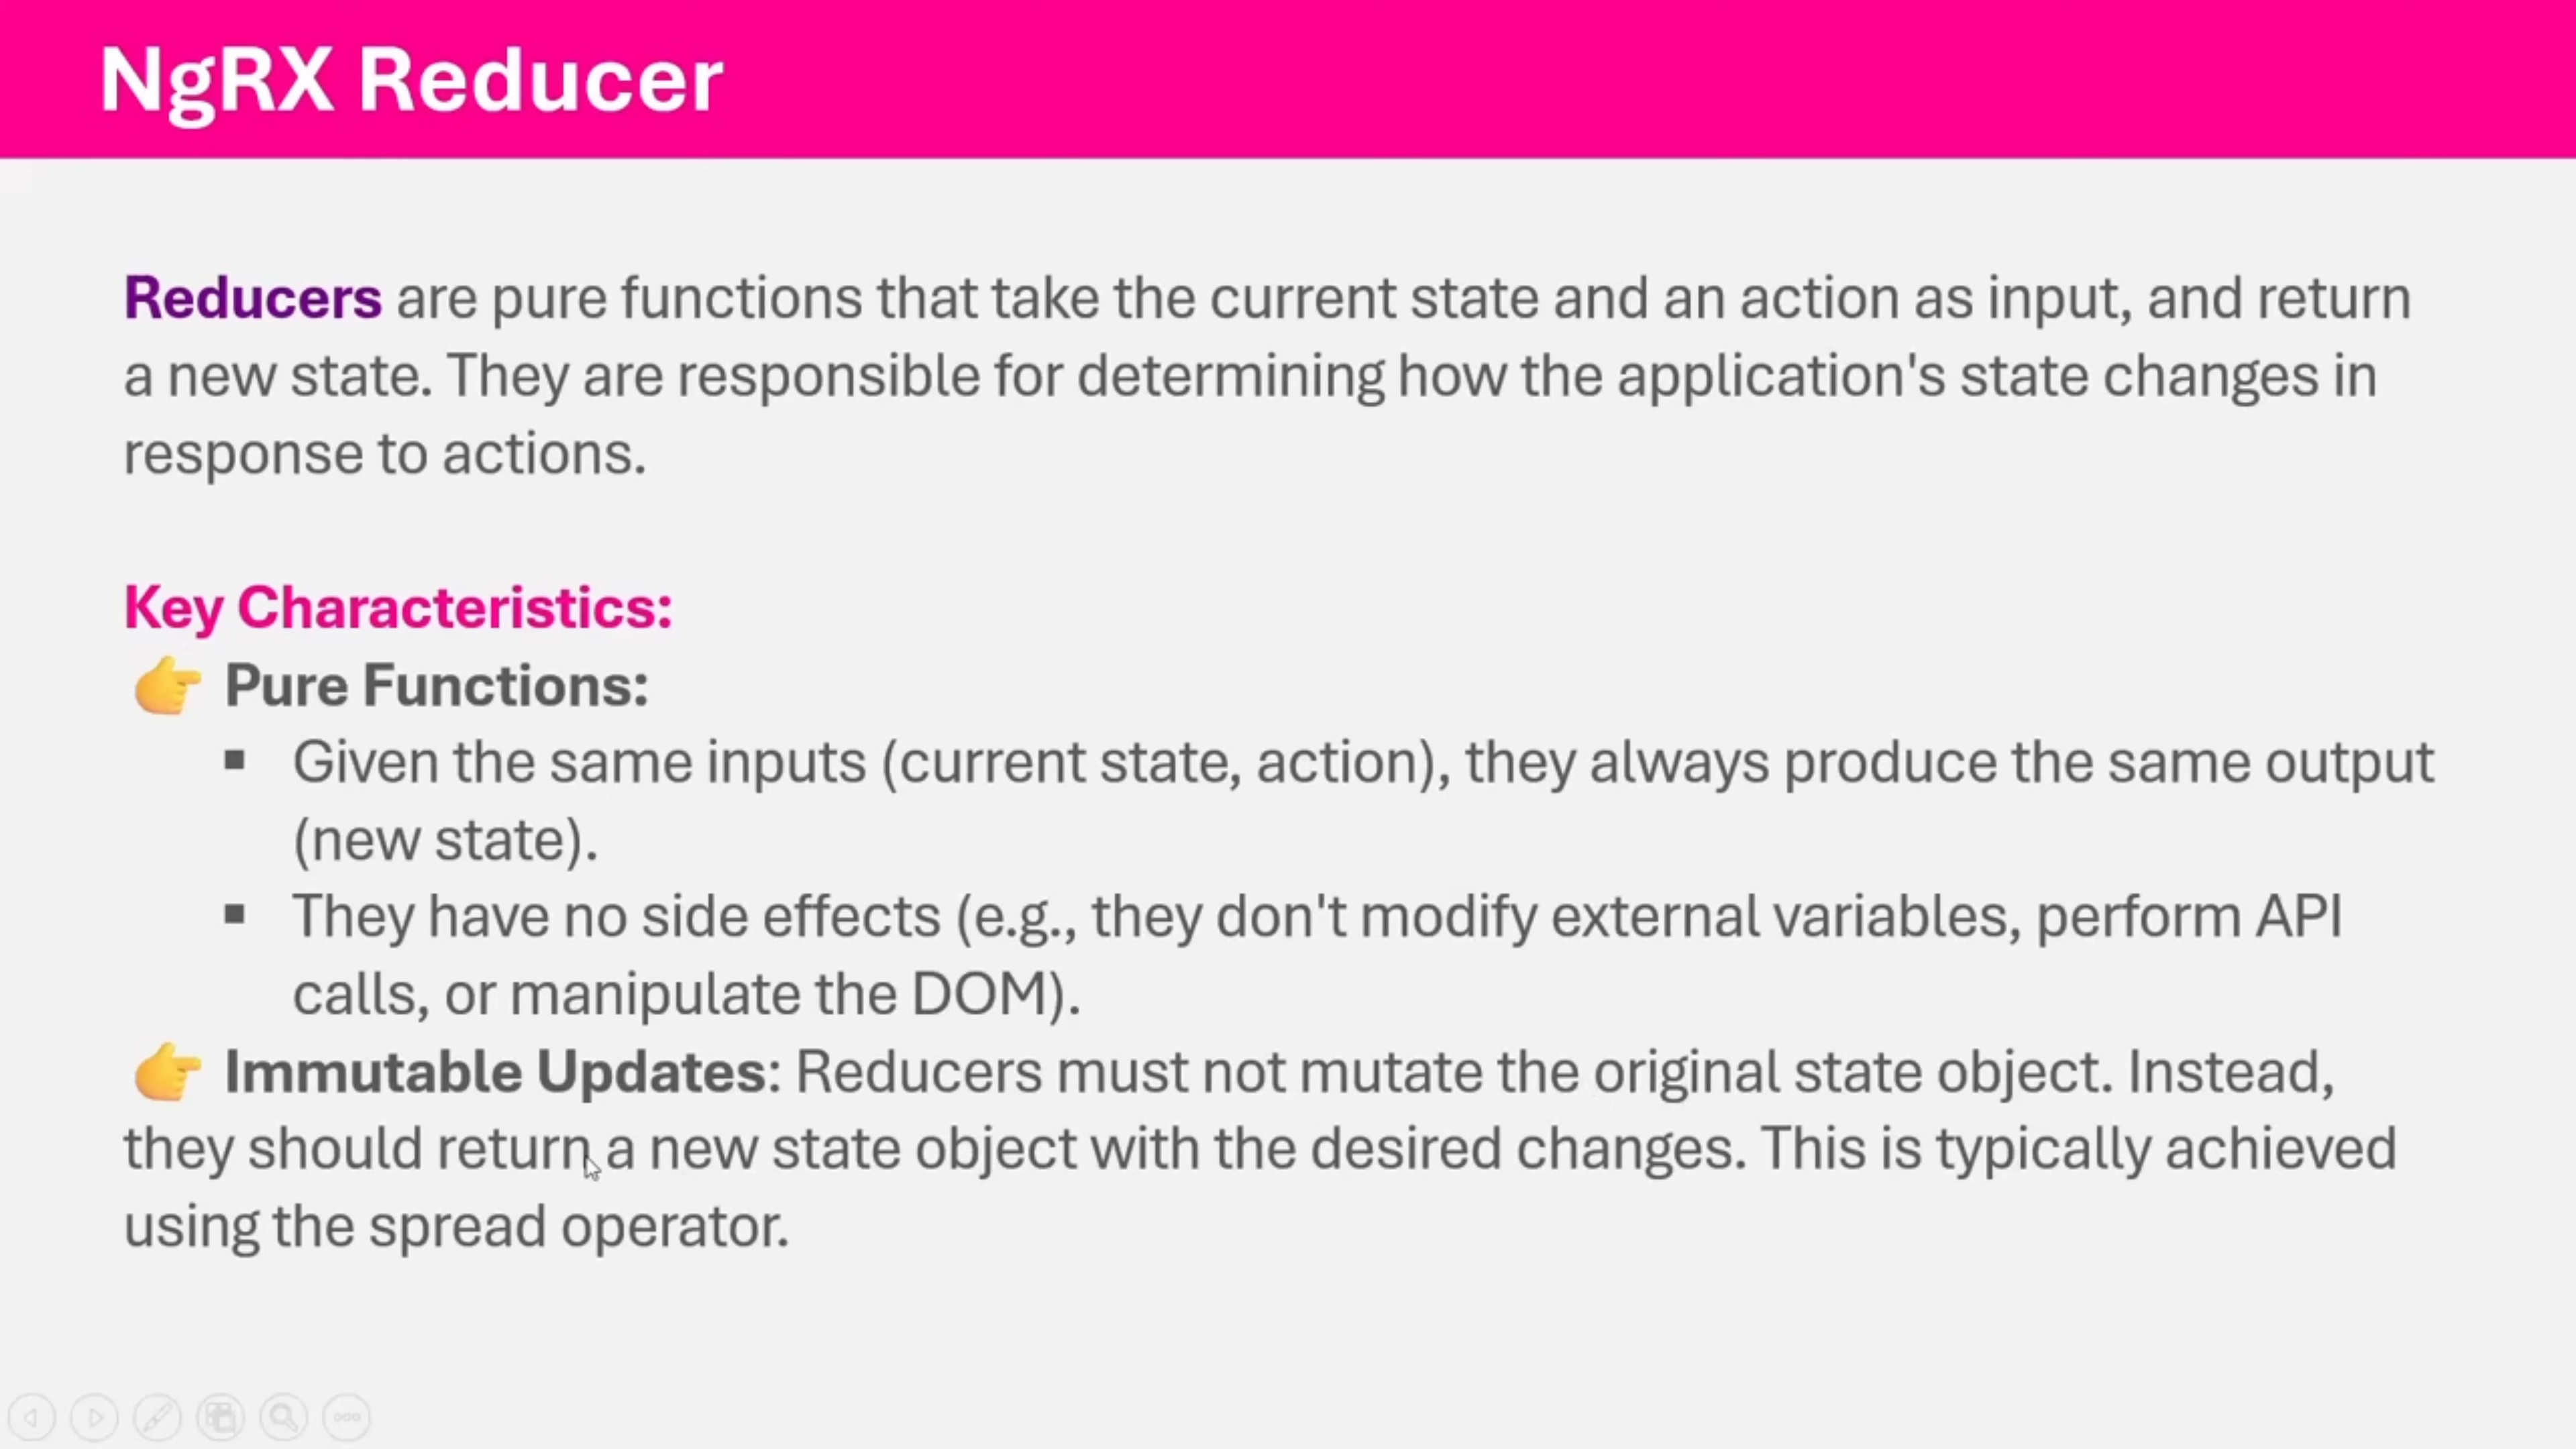 NgRX Reducer
Reducers are pure functions that take the current state and an action as input, and return
a new state. They are responsible for determining how the application's state changes in
response to actions.
Key Characteristics:
👉 Pure Functions:
▪ Given the same inputs (current state, action), they always produce the same output
(new state).
▪ They have no side effects (e.g., they don't modify external variables, perform API
calls, or manipulate the DOM).
👉 Immutable Updates: Reducers must not mutate the original state object. Instead,
they should return a new state object with the desired changes. This is typically achieved
using the spread operator.